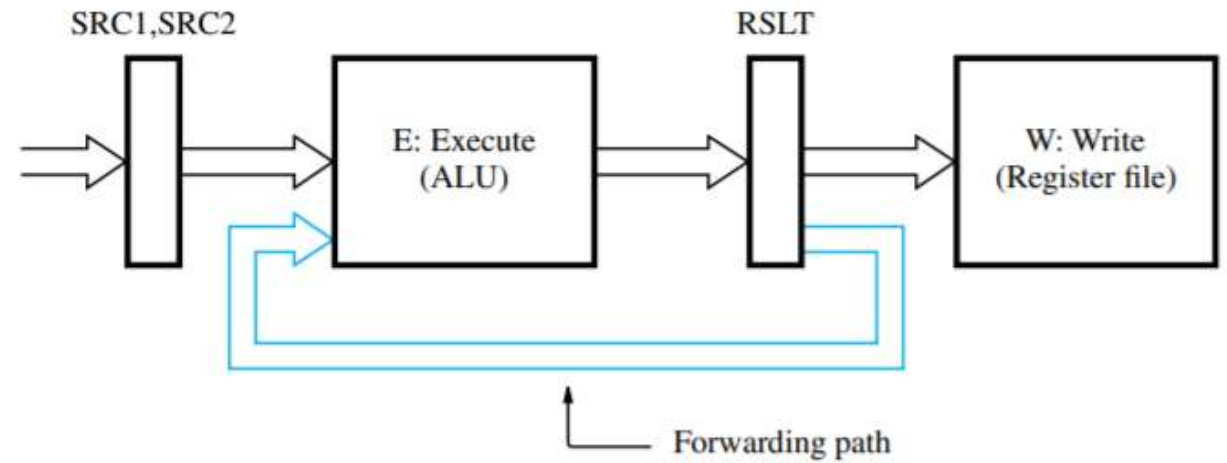 SRC1,SRC2
RSLT
E: Execute
(ALU)
W: Write
(Register file)
Forwarding path